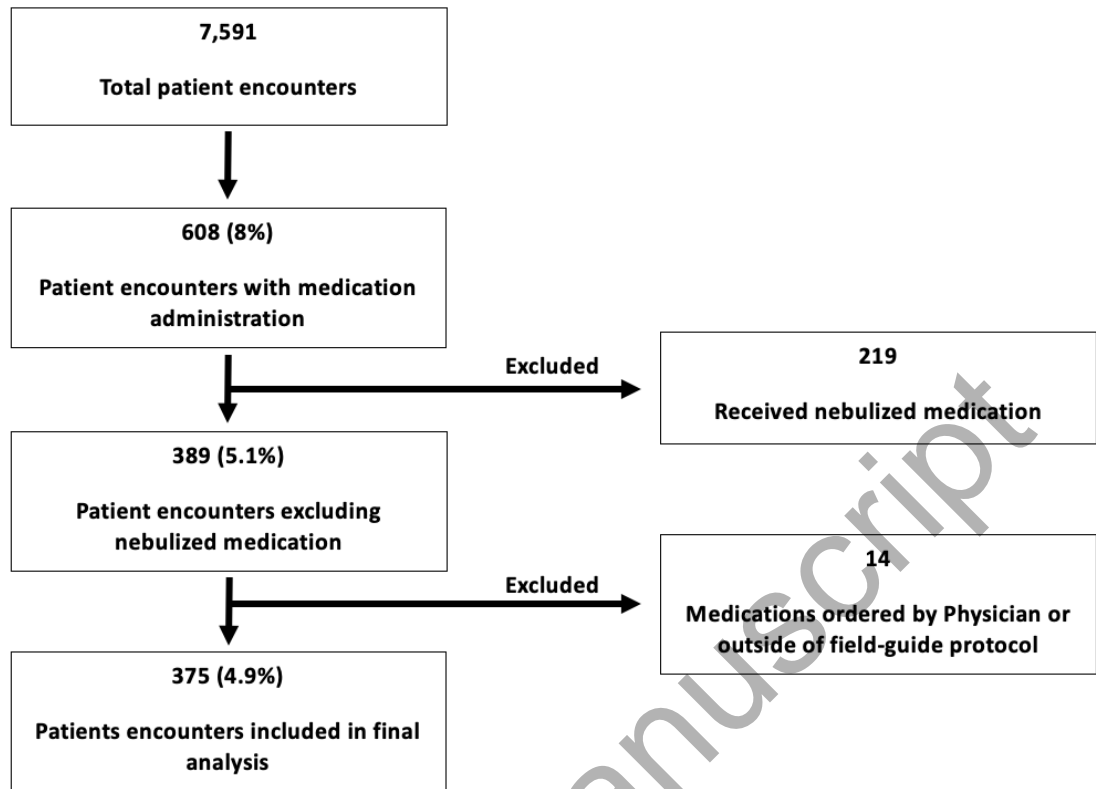 7,591
Total patient encounters
608 (8%)
Patient encounters with medication
administration
Excluded
219
Received nebulized medication
389 (5.1%)
Patient encounters excluding
nebulized medication
Excluded
14
Medications ordered by Physician or
outside of field-guide protocol
375 (4.9%)
Patients encounters included in final
analysis
anuscript